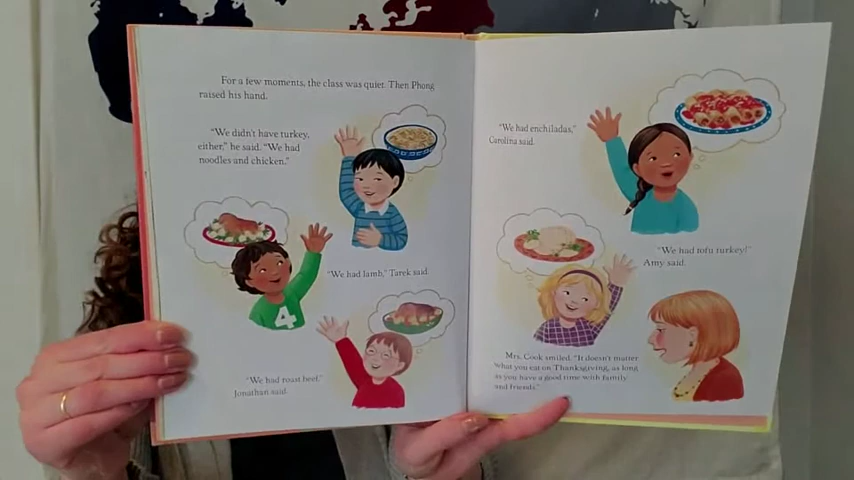 For a few moments, the class was quiet. Then Phong
raised his hand.
"We didn't have turkey,
either," he said. "We had
noodles and chicken."
"We had lamb," Tarek said.
4
"We had roast beef,"
Jonathan said.
"We had enchiladas,"
Carolina said.
"We had tofu turkey!"
Amy said.
Mrs. Cook smiled. "It doesn't matter
what you eat on Thanksgiving, as long
as you have a good time with family
and friends."